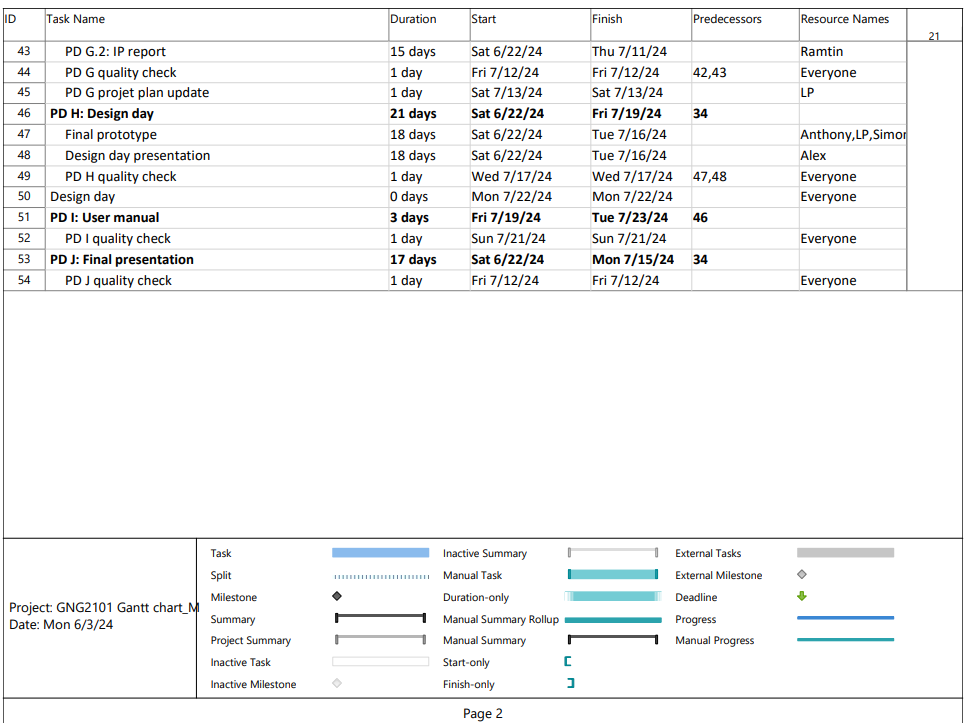 ID Task Name Duration Start Finish Predecessors Resource Names 21
43 PD G.2: IP report 15 days Sat 6/22/24 Thu 7/11/24 Ramtin
44 PD G quality check 1 day Fri 7/12/24 Fri 7/12/24 42,43 Everyone
45 PD G projet plan update 1 day Sat 7/13/24 Sat 7/13/24 LP
46 PD H: Design day 21 days Sat 6/22/24 Fri 7/19/24 34
47 Final prototype 18 days Sat 6/22/24 Tue 7/16/24 Anthony,LP,Simor
48 Design day presentation 18 days Sat 6/22/24 Tue 7/16/24 Alex
49 PD H quality check 1 day Wed 7/17/24 Wed 7/17/24 47,48 Everyone
50 Design day 0 days Mon 7/22/24 Mon 7/22/24 Everyone
51 PD I: User manual 3 days Fri 7/19/24 Tue 7/23/24 46
52 PD I quality check 1 day Sun 7/21/24 Sun 7/21/24 Everyone
53 PD J: Final presentation 17 days Sat 6/22/24 Mon 7/15/24 34
54 PD J quality check 1 day Fri 7/12/24 Fri 7/12/24 Everyone
Project: GNG2101 Gantt chart_M
Date: Mon 6/3/24
Task Inactive Summary External Tasks
Split Manual Task External Milestone
Milestone Duration-only Deadline
Summary Manual Summary Rollup Progress
Project Summary Manual Summary Manual Progress
Inactive Task Start-only
Inactive Milestone Finish-only
Page 2